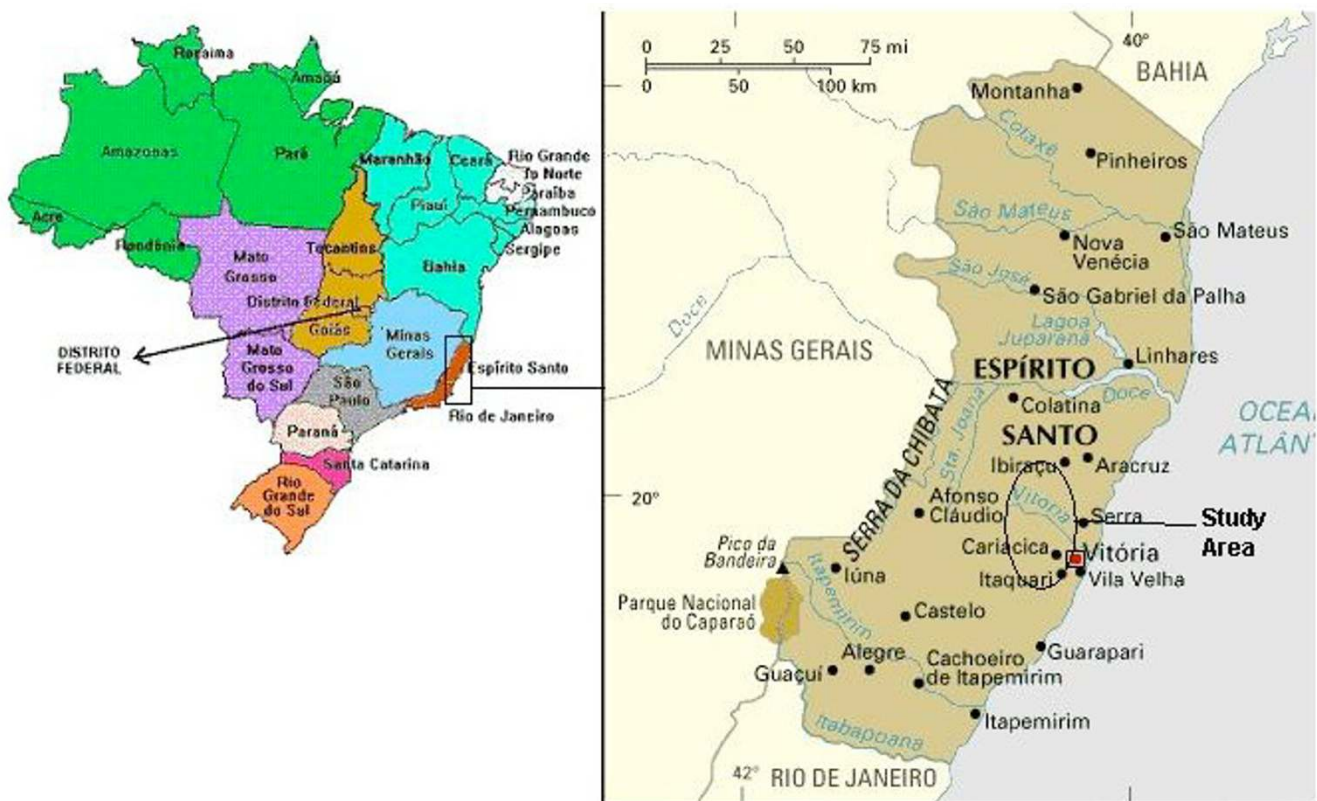 Roraima
Amapá
Amazonas
Pará
Maranhão
Ceará
Rio Grande
do Norte
Paraíba
Piauí
Pernambuco
Alagoas
Sergipe
Acre
Rondônia
Tocantins
Mato
Grosso
Bahia
Distrito Federal
Goiás
DISTRITO
FEDERAL
Minas
Gerais
Mato
Grosso
do Sul
Espírito Santo
São
Paulo
Rio de Janeiro
Paraná
Santa Catarina
Rio
Grande
do Sul
0 25 50 75 mi
0 50 100 km
40°
BAHIA
Montanha
Cotaxé
Pinheiros
São Mateus
São Mateus
Nova
Venécia
São José
São Gabriel da Palha
Doce
Lagoa
Juparanã
MINAS GERAIS
Linhares
ESPÍRITO
Doce
Colatina
OCEA
ATLÂNT
SANTO
Sta. Joana
SERRA DA CHIBATA
Ibiraçu
Aracruz
20°
Afonso
Cláudio
Vitória
Serra
Study
Area
Cariacica
Vitória
Pico da
Bandeira
Iúna
Itaquari
Vila Velha
Itapemirim
Parque Nacional
do Caparaó
Castelo
Alegre
Guarapari
Guaçuí
Cachoeiro
de Itapemirim
Itapemirim
Itabapoana
42°
RIO DE JANEIRO